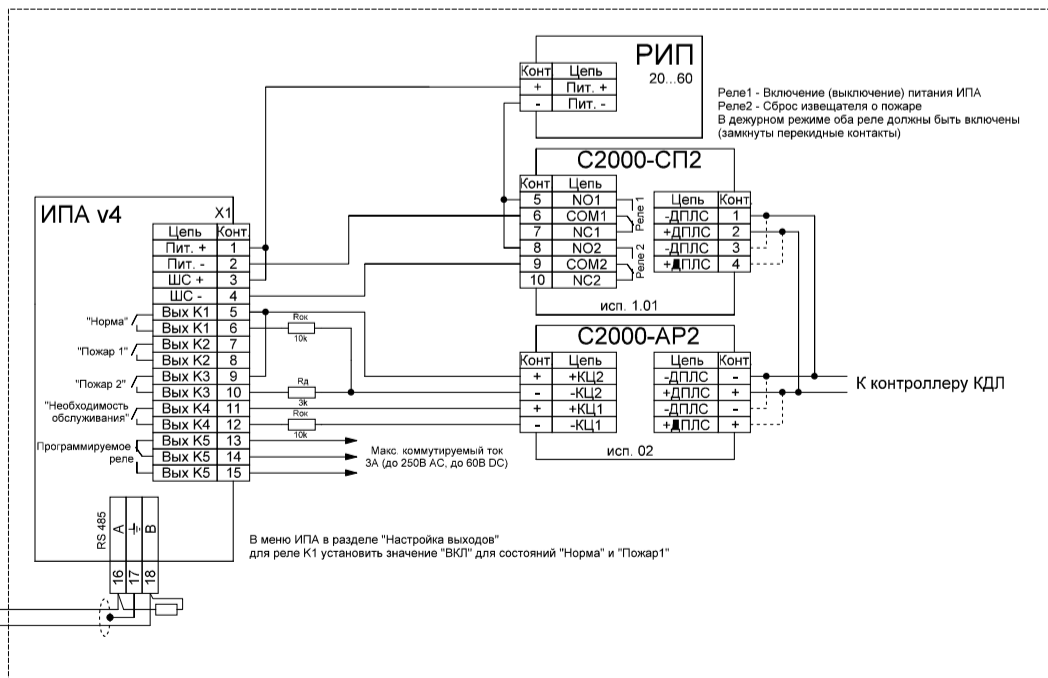 РИП
20...60
Конт Цепь
+ Пит. +
- Пит. -
Реле1 - Включение (выключение) питания ИПА
Реле2 - Сброс извещателя о пожаре
В дежурном режиме оба реле должны быть включены
(замкнуты перекидные контакты)
С2000-СП2
Конт Цепь
5 NO1
6 COM1
7 NC1
8 NO2
9 COM2
10 NC2
Реле 1
Реле 2
Цепь Конт
-ДПЛС 1
+ДПЛС 2
-ДПЛС 3
+ДПЛС 4
исп. 1.01
ИПА v4
X1
Цепь Конт.
Пит. + 1
Пит. - 2
ШС + 3
ШС - 4
Вых К1 5
Вых К1 6
Вых К2 7
Вых К2 8
Вых К3 9
Вых К3 10
Вых К4 11
Вых К4 12
Вых К5 13
Вых К5 14
Вых К5 15
"Норма"
"Пожар 1"
"Пожар 2"
"Необходимость
обслуживания"
Программируемое
реле
Rок
10k
Rд
3k
Rок
10k
С2000-АР2
Конт Цепь
+ +КЦ2
- -КЦ2
+ +КЦ1
- -КЦ1
Цепь Конт
-ДПЛС -
+ДПЛС +
-ДПЛС -
+ДПЛС +
исп. 02
К контроллеру КДЛ
Макс. коммутируемый ток
3А (до 250В AC, до 60В DC)
RS 485
A
B
16
17
18
В меню ИПА в разделе "Настройка выходов"
для реле К1 установить значение "ВКЛ" для состояний "Норма" и "Пожар1"